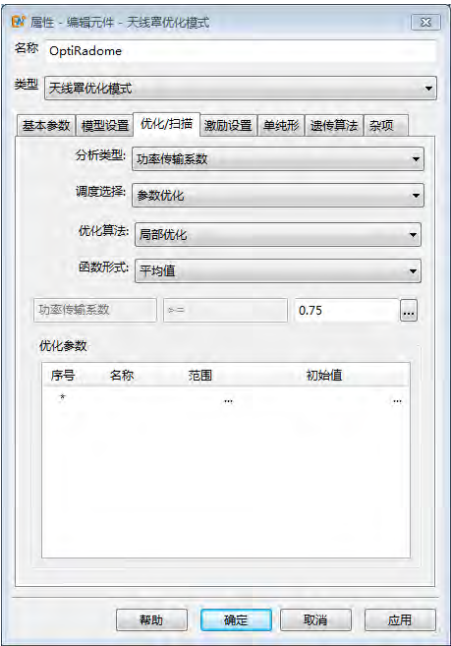 属性 - 编辑元件 - 天线罩优化模式
名称 OptiRadome
类型 天线罩优化模式
基本参数 模型设置 优化/扫描 激励设置 单纯形 遗传算法 杂项
分析类型: 功率传输系数
调度选择: 参数优化
优化算法: 局部优化
函数形式: 平均值
功率传输系数 >= 0.75 ...
优化参数
序号 名称 范围 初始值
* ... ...
帮助 确定 取消 应用